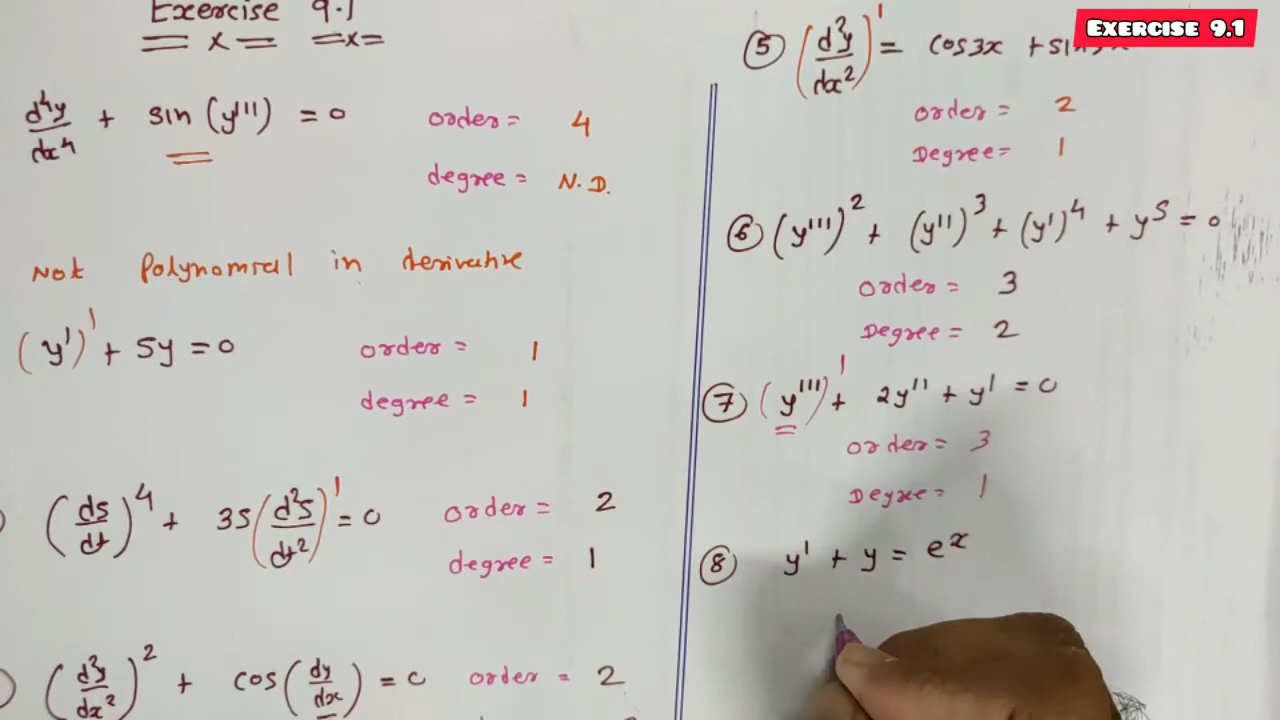 Exercise 9.1
d⁴y/dx⁴ + sin (y''') = 0
order = 4
degree = N.D.
Not Polynomial in derivative
(y')¹ + 5y = 0
order = 1
degree = 1
(ds/dt)⁴ + 3s (d²s/dt²)¹ = 0
order = 2
degree = 1
(d²y/dx²)² + cos (dy/dx) = 0
order = 2
EXERCISE 9.1
⑤ (d²y/dx²)¹ = cos3x +
order = 2
Degree = 1
⑥ (y''')² + (y'')³ + (y')⁴ + y⁵ = 0
order = 3
Degree = 2
⑦ (y''')¹ + 2y'' + y' = 0
order = 3
Degree = 1
⑧ y' + y = eˣ